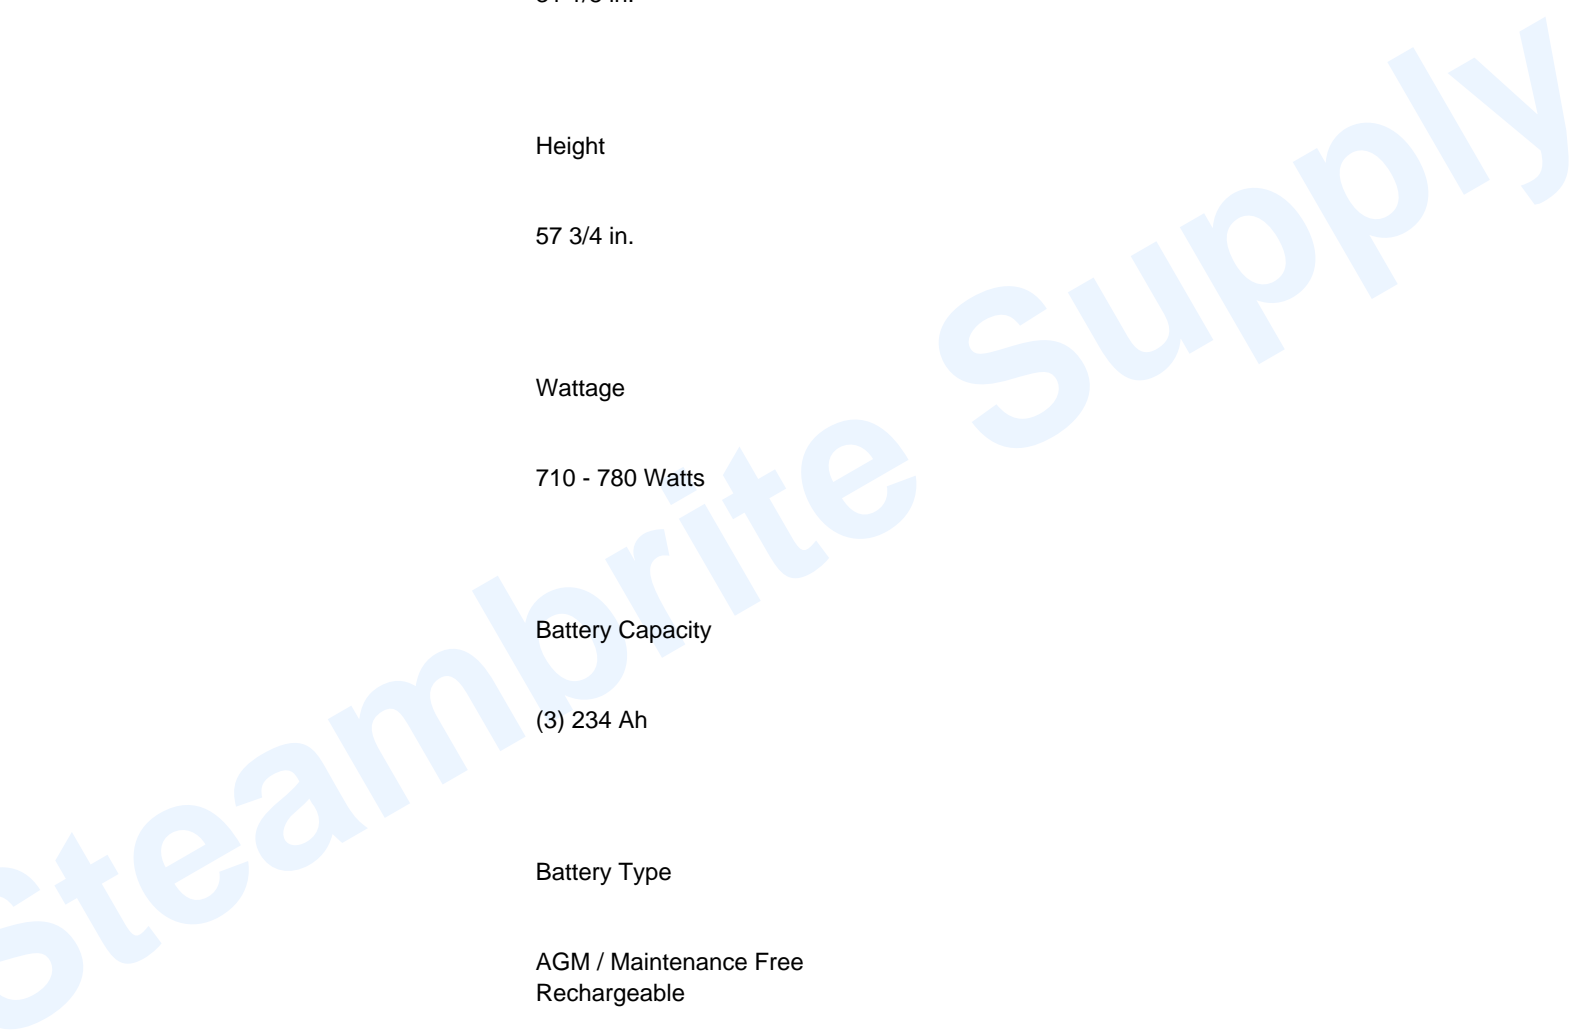 Height
57 3/4 in.
Wattage
710 - 780 Watts
Battery Capacity
(3) 234 Ah
Battery Type
AGM / Maintenance Free
Rechargeable
Steambrite Supply